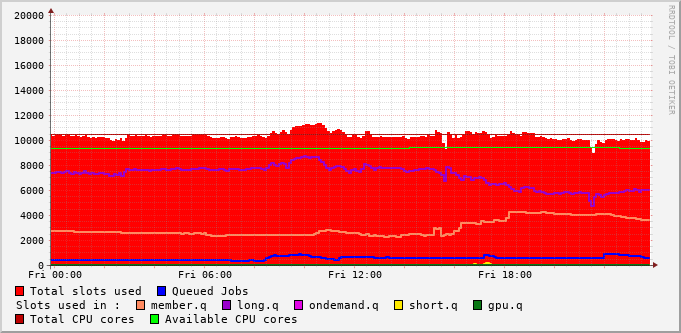 RRDTOOL / TOBI OETIKER
20000
18000
16000
14000
12000
10000
8000
6000
4000
2000
0
Fri 00:00 Fri 06:00 Fri 12:00 Fri 18:00
Total slots used Queued Jobs
Slots used in : member.q long.q ondemand.q short.q gpu.q
Total CPU cores Available CPU cores